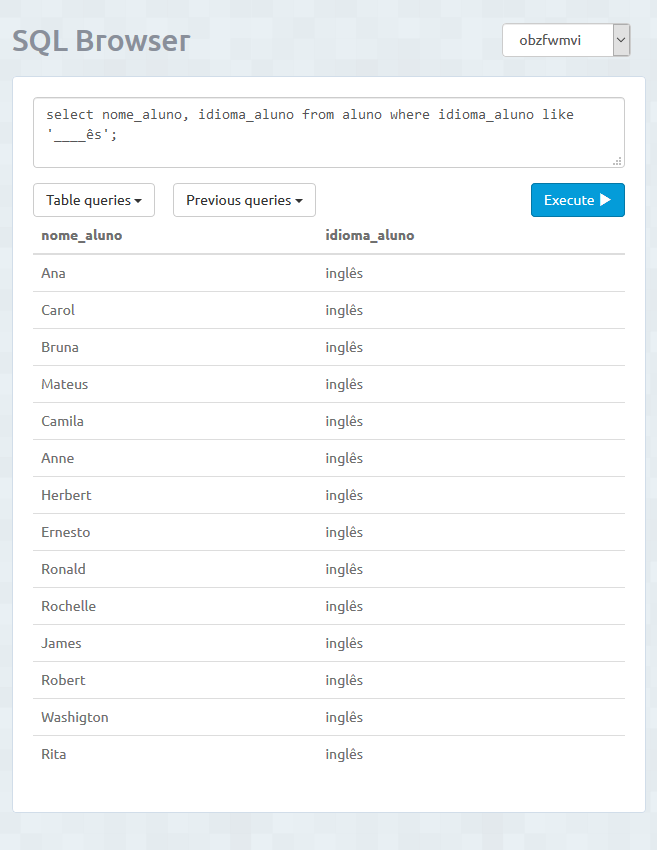 SQL Browser
obzfwmvi
select nome_aluno, idioma_aluno from aluno where idioma_aluno like
'____ês';
Table queries Previous queries Execute
nome_aluno idioma_aluno
Ana inglês
Carol inglês
Bruna inglês
Mateus inglês
Camila inglês
Anne inglês
Herbert inglês
Ernesto inglês
Ronald inglês
Rochelle inglês
James inglês
Robert inglês
Washigton inglês
Rita inglês